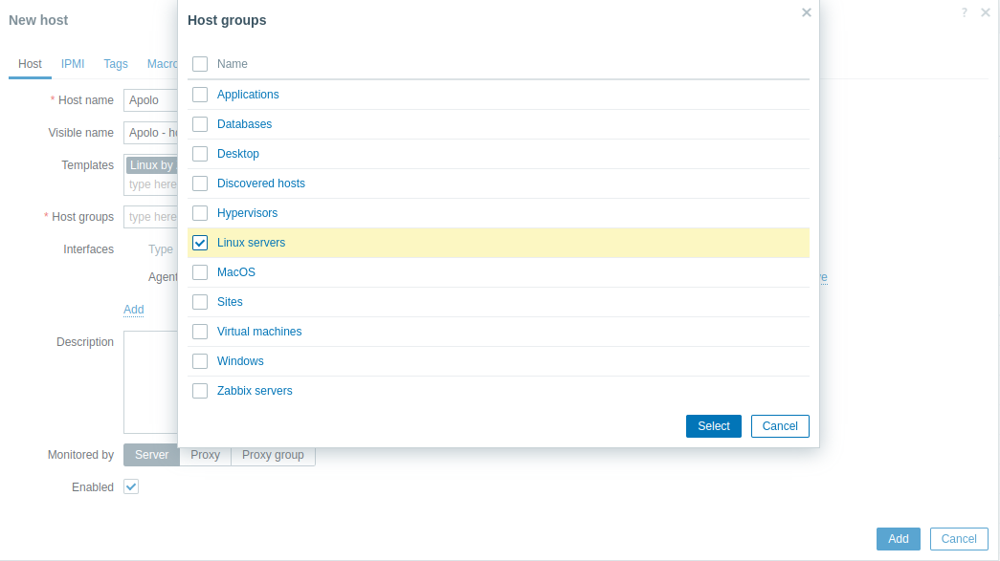 New host
Host groups
?
Host IPMI Tags Macro
Name
* Host name Apolo
Applications
Visible name Apolo - ho
Databases
Desktop
Templates Linux by
type here
Discovered hosts
* Host groups type here
Hypervisors
Interfaces Type
Linux servers
Agent
MacOS
Sites
Add
Virtual machines
Description
Windows
Zabbix servers
Select Cancel
Monitored by Server Proxy Proxy group
Enabled
Add Cancel